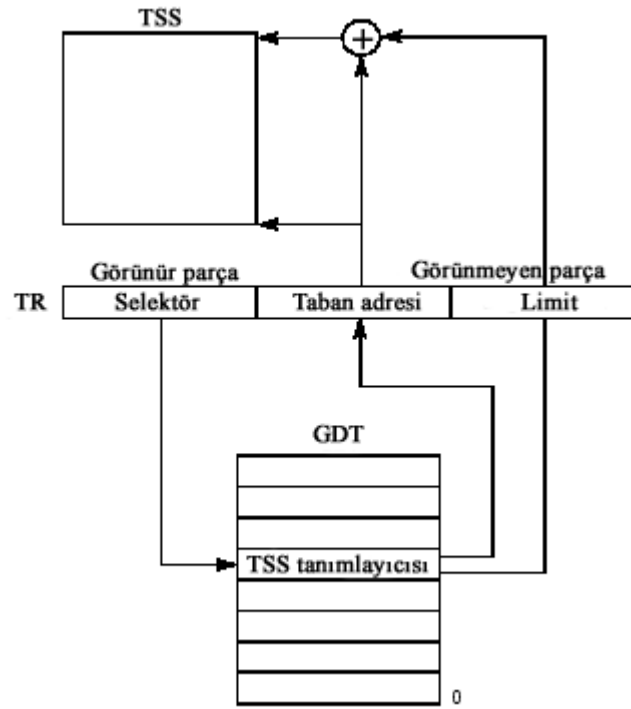 TSS
+
Görünür parça
Görünmeyen parça
TR
Selektör
Taban adresi
Limit
GDT
TSS tanımlayıcısı
0